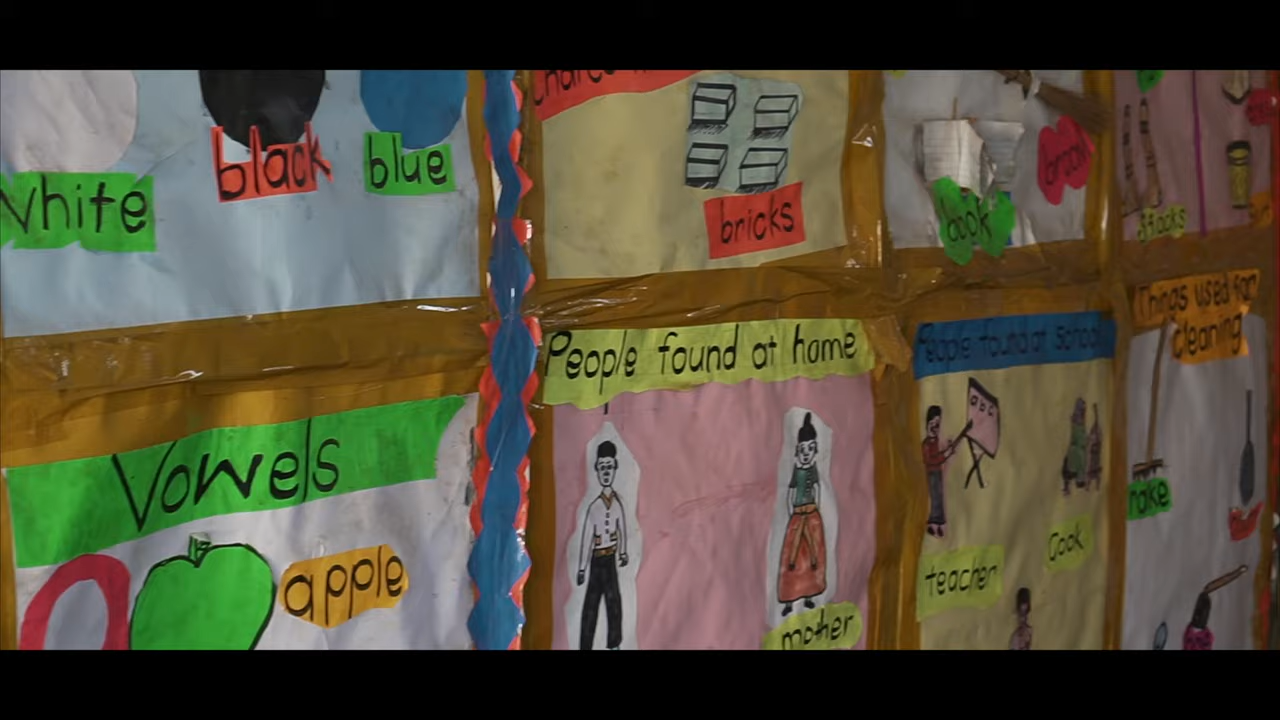 white
black
blue
bricks
book
People found at home
People found at School
Things used for
Cleaning
Vowels
apple
mother
teacher
Cook
rake
abc